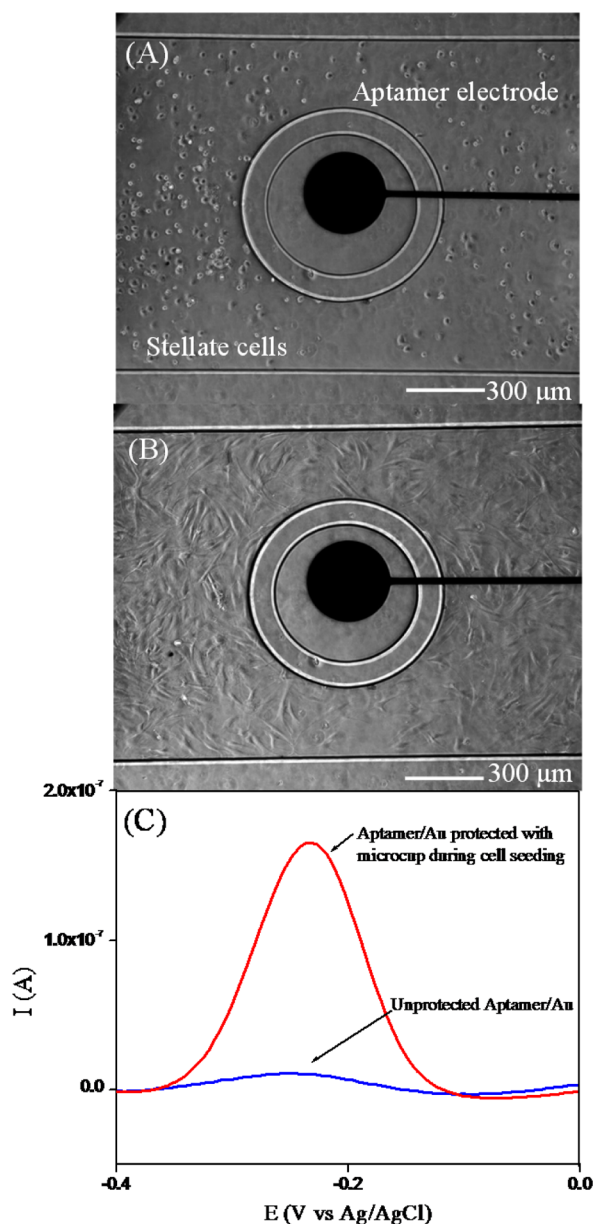 (A)
Aptamer electrode
Stellate cells
300 µm
(B)
300 µm
2.0x10⁻⁷
(C)
Aptamer/Au protected with
microcup during cell seeding
1.0x10⁻⁷
I (A)
Unprotected Aptamer/Au
0.0
-0.4
-0.2
0.0
E (V vs Ag/AgCl)